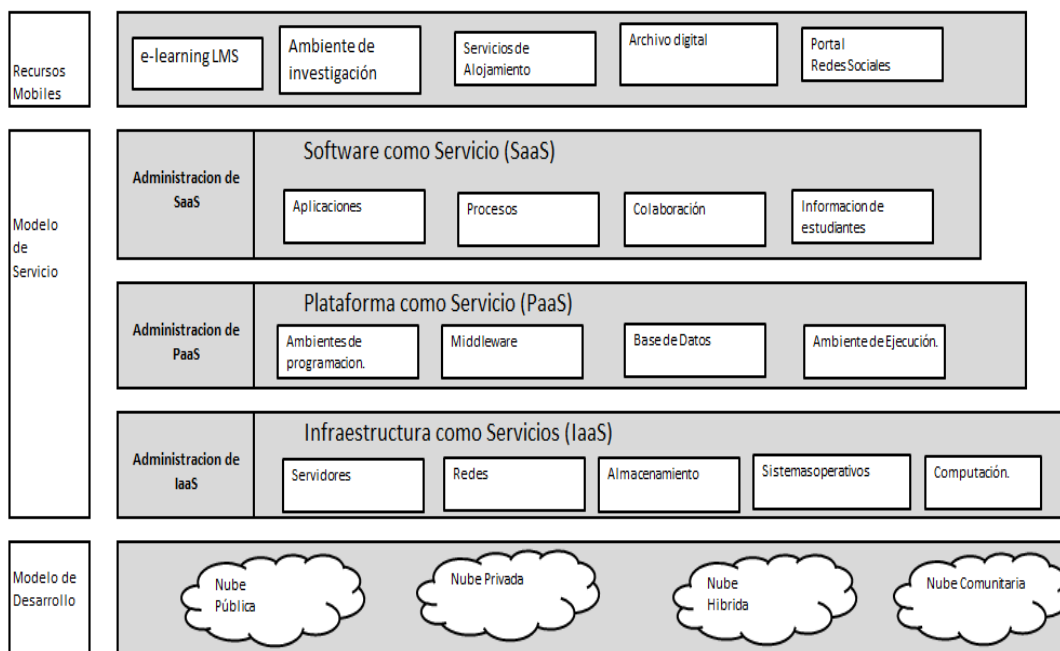 Recursos
Mobiles
e-learning LMS
Ambiente de
investigación
Servicios de
Alojamiento
Archivo digital
Portal
Redes Sociales
Modelo
de
Servicio
Administracion de
SaaS
Software como Servicio (SaaS)
Aplicaciones
Procesos
Colaboración
Informacion de
estudiantes
Administracion de
PaaS
Plataforma como Servicio (PaaS)
Ambientes de
programacion.
Middleware
Base de Datos
Ambiente de Ejecución.
Administracion de
IaaS
Infraestructura como Servicios (IaaS)
Servidores
Redes
Almacenamiento
Sistemasoperativos
Computación.
Modelo de
Desarrollo
Nube
Pública
Nube Privada
Nube
Hibrida
Nube Comunitaria